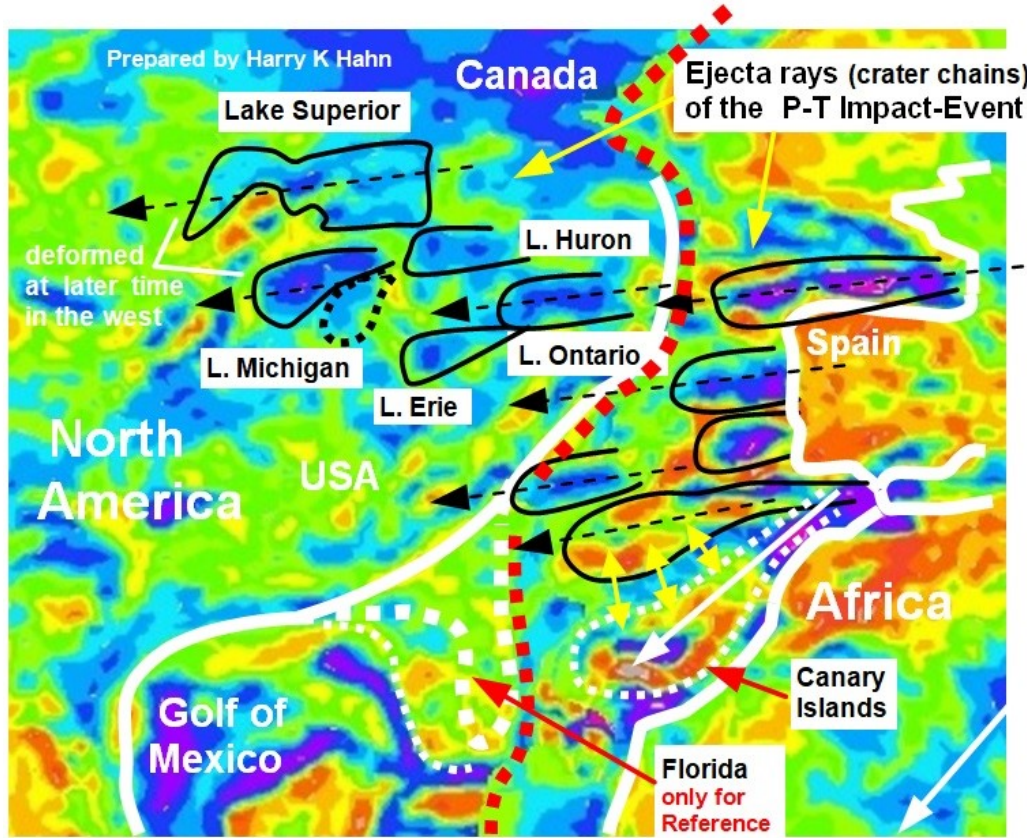 Prepared by Harry K Hahn
Canada
Ejecta rays (crater chains)
of the P-T Impact-Event
Lake Superior
L. Huron
deformed
at later time
in the west
Spain
L. Michigan
L. Ontario
L. Erie
North
America
USA
Africa
Canary
Islands
Golf of
Mexico
Florida
only for
Reference